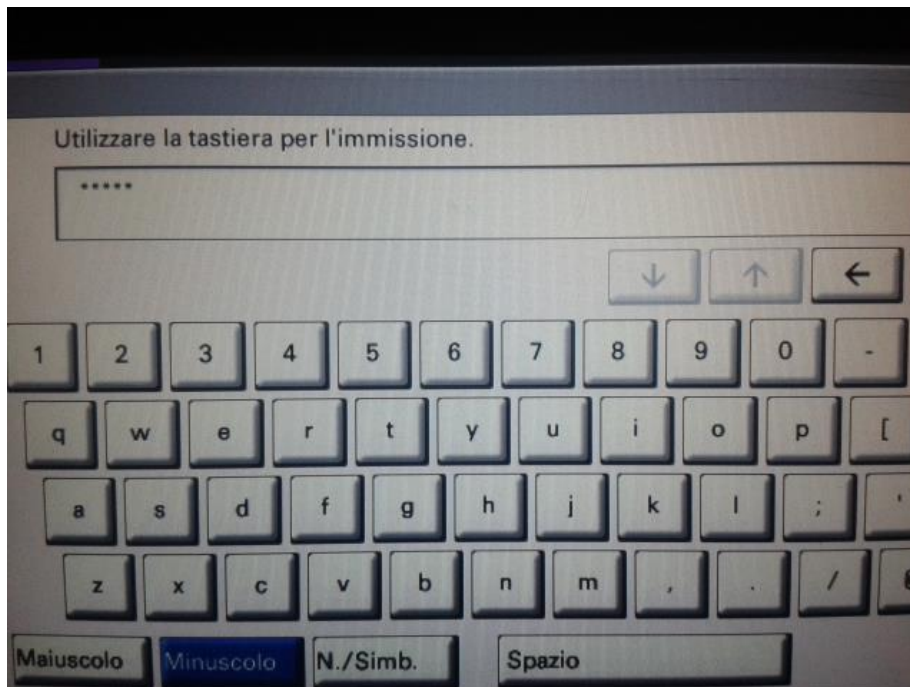 Utilizzare la tastiera per l'immissione.
*****
↓ ↑ ←
1 2 3 4 5 6 7 8 9 0 -
q w e r t y u i o p [
a s d f g h j k l ; '
z x c v b n m , . /
Maiuscolo Minuscolo N./Simb. Spazio